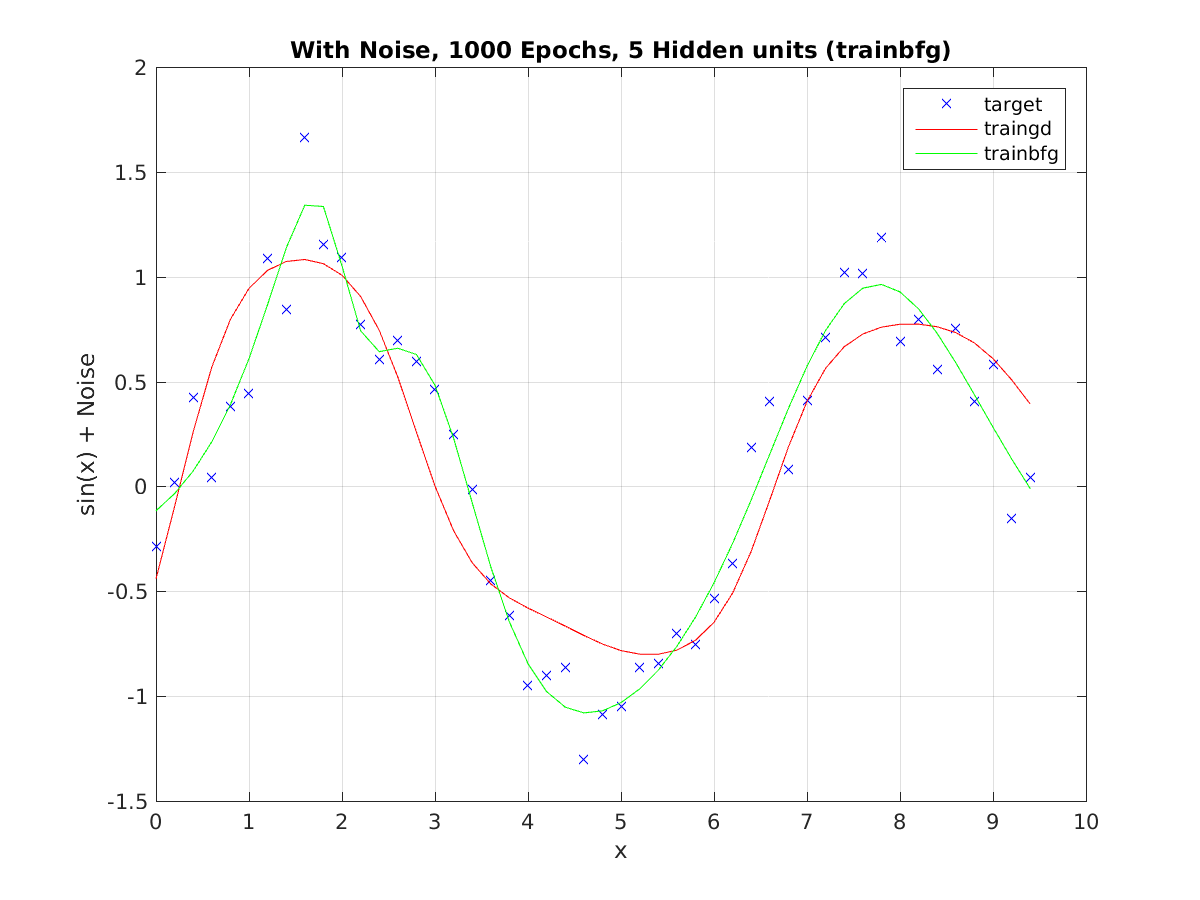 With Noise, 1000 Epochs, 5 Hidden units (trainbfg)
target
traingd
trainbfg
2
1.5
1
0.5
0
-0.5
-1
-1.5
sin(x) + Noise
0 1 2 3 4 5 6 7 8 9 10
x